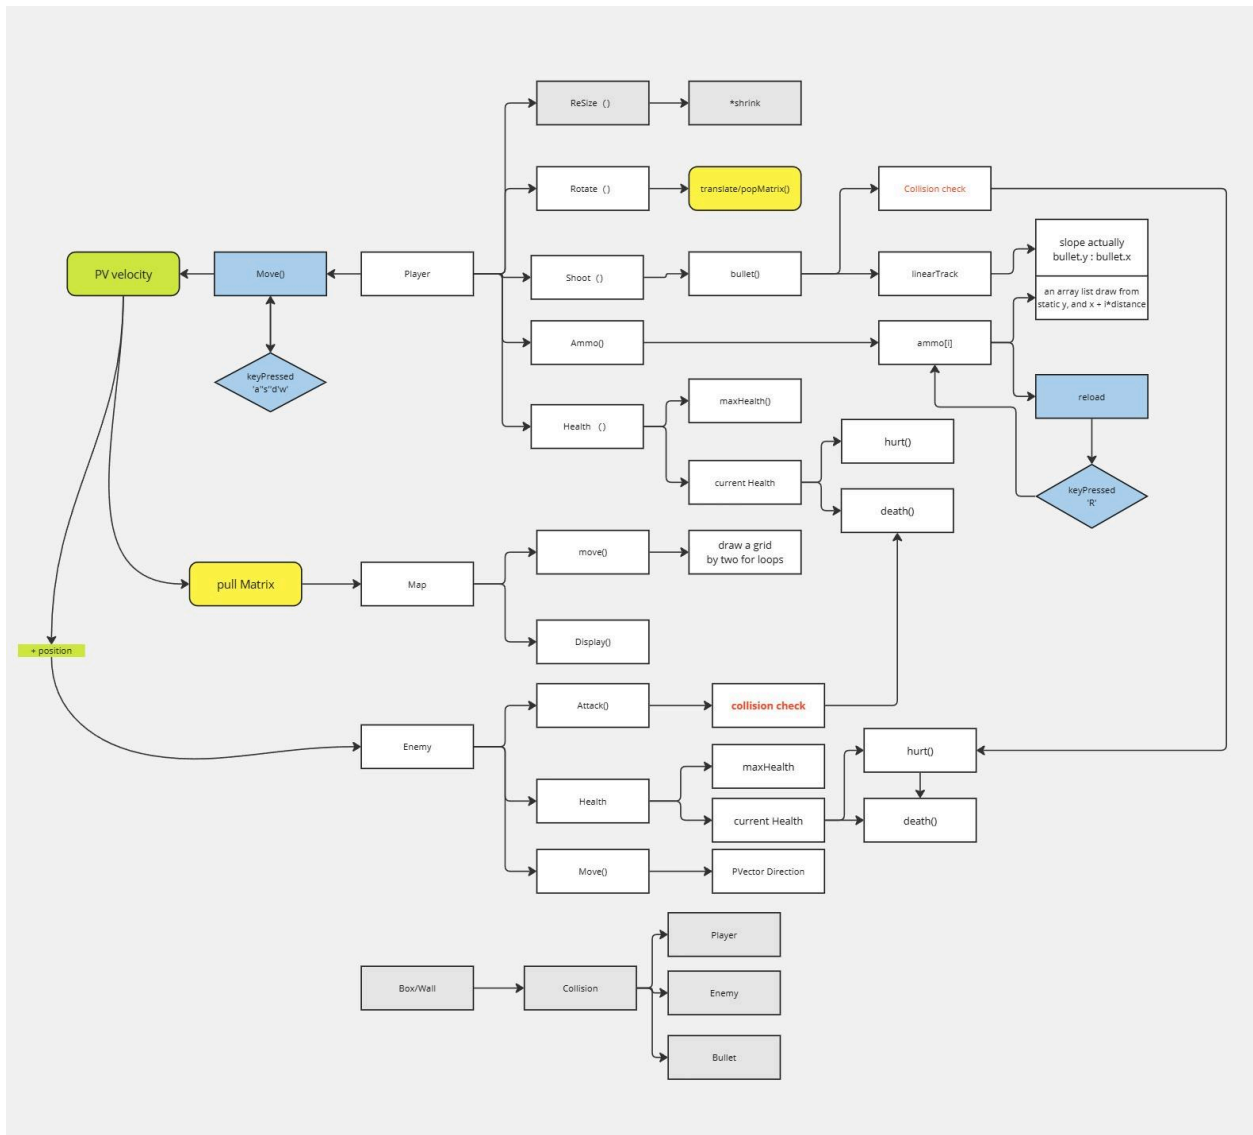 ReSize ()
*shrink
Rotate ()
translate/popMatrix()
Collision check
PV velocity
Move()
Player
Shoot ()
bullet()
linearTrack
slope actually
bullet.y : bullet.x
an array list draw from
static y, and x + i*distance
Ammo()
ammo[i]
keyPressed
'a''s''d'w'
reload
maxHealth()
Health ()
hurt()
current Health
keyPressed
'R'
death()
move()
draw a grid
by two for loops
pull Matrix
Map
Display()
+ position
Attack()
collision check
Enemy
hurt()
maxHealth
Health
current Health
death()
Move()
PVector Direction
Player
Box/Wall
Collision
Enemy
Bullet